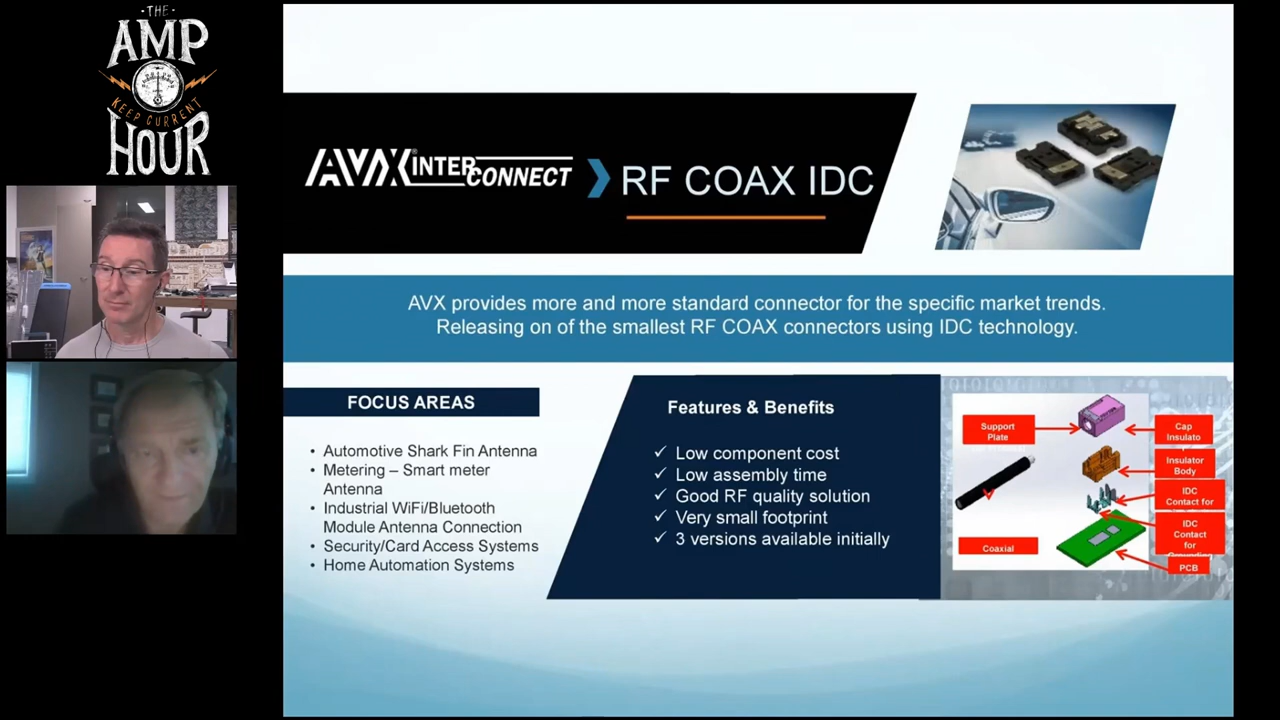 ·THE·
AMP
KEEP CURRENT
HOUR
AVX INTERCONNECT
RF COAX IDC
AVX provides more and more standard connector for the specific market trends.
Releasing on of the smallest RF COAX connectors using IDC technology.
FOCUS AREAS
• Automotive Shark Fin Antenna
• Metering – Smart meter
Antenna
• Industrial WiFi/Bluetooth
Module Antenna Connection
• Security/Card Access Systems
• Home Automation Systems
Features & Benefits
✓ Low component cost
✓ Low assembly time
✓ Good RF quality solution
✓ Very small footprint
✓ 3 versions available initially
Support
Plate
Coaxial
Cap
Insulato
Insulator
Body
IDC
Contact for
IDC
Contact
for
Grounding
PCB